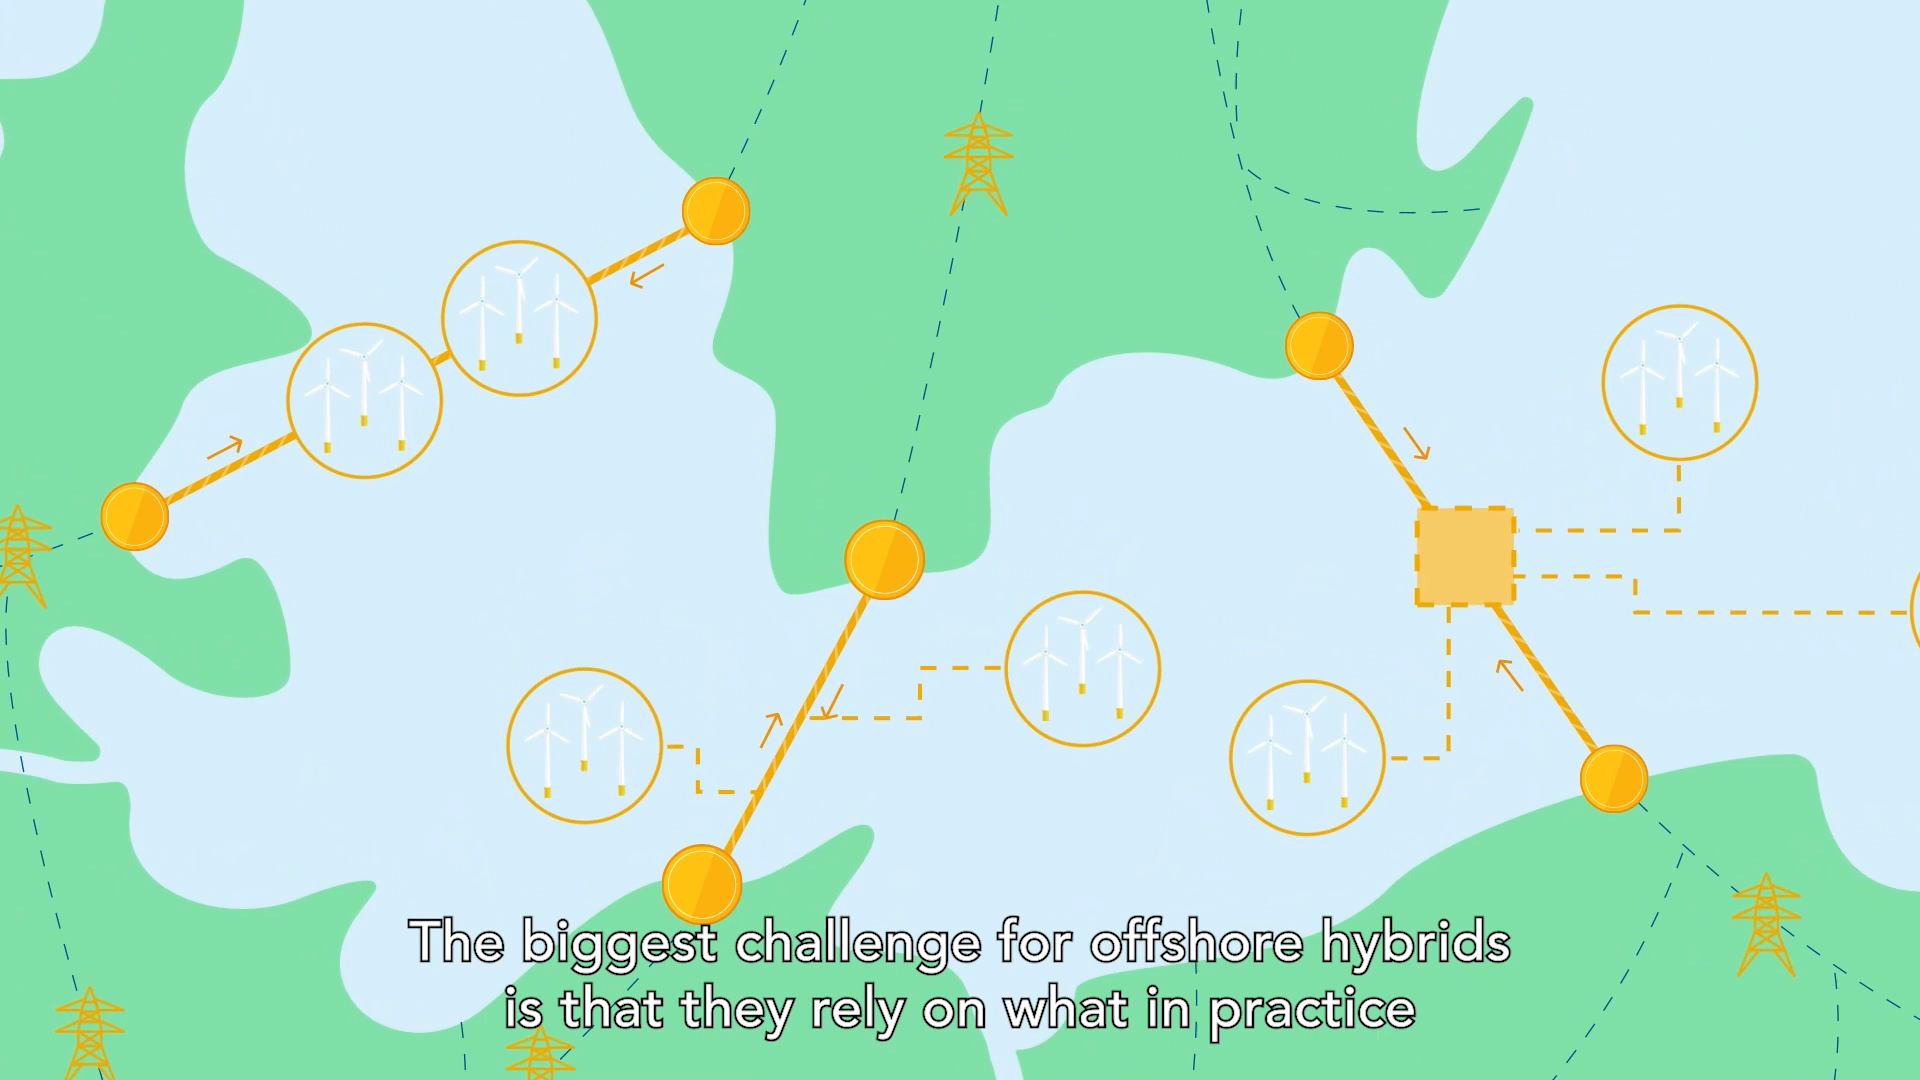 The biggest challenge for offshore hybrids
is that they rely on what in practice